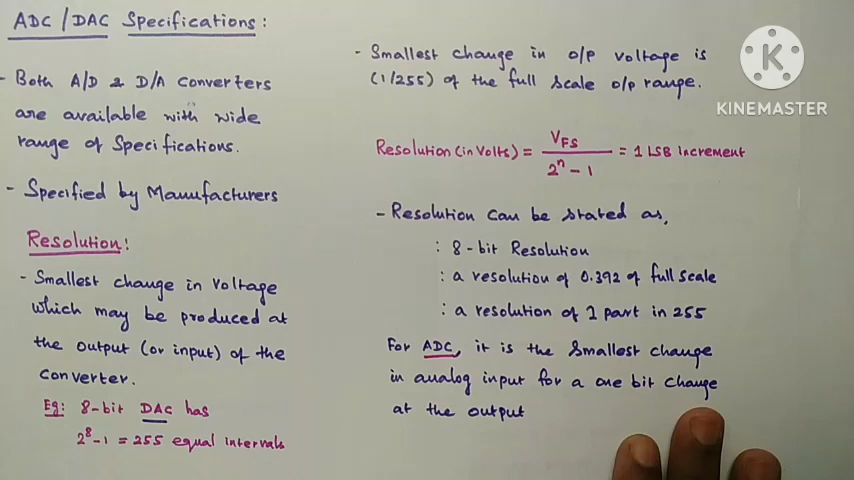 ADC / DAC Specifications :
- Both A/D & D/A Converters
are available with wide
range of Specifications.
- Specified by Manufacturers
Resolution :
- Smallest change in voltage
which may be produced at
the output (or input) of the
converter.
Eg: 8-bit DAC has
2⁸-1 = 255 equal intervals
- Smallest change in o/p voltage is
(1/255) of the full scale o/p range.
Resolution (in Volts) = V_FS / (2ⁿ - 1) = 1 LSB increment
- Resolution can be stated as,
: 8-bit Resolution
: a resolution of 0.392 of full scale
: a resolution of 1 part in 255
For ADC, it is the smallest change
in analog input for a one bit change
at the output
K
KINEMASTER